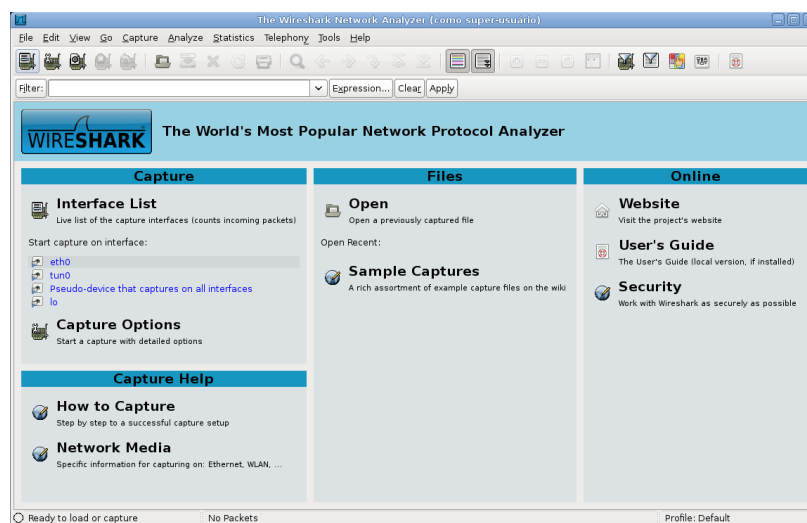 The Wireshark Network Analyzer (como super-usuário)
File Edit View Go Capture Analyze Statistics Telephony Tools Help
Filter: Expression... Clear Apply
WIRESHARK The World's Most Popular Network Protocol Analyzer
Capture
Interface List
Live list of the capture interfaces (counts incoming packets)
Start capture on interface:
eth0
tun0
Pseudo-device that captures on all interfaces
lo
Capture Options
Start a capture with detailed options
Capture Help
How to Capture
Step by step to a successful capture setup
Network Media
Specific information for capturing on: Ethernet, WLAN, ...
Files
Open
Open a previously captured file
Open Recent:
Sample Captures
A rich assortment of example capture files on the wiki
Online
Website
Visit the project's website
User's Guide
The User's Guide (local version, if installed)
Security
Work with Wireshark as securely as possible
Ready to load or capture No Packets Profile: Default